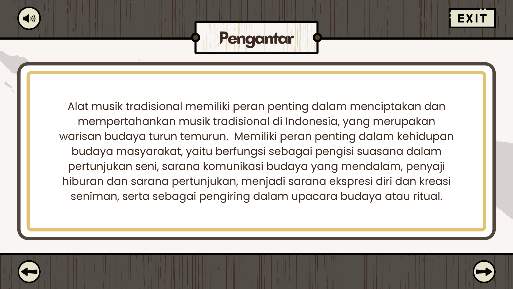 EXIT
Pengantar
Alat musik tradisional memiliki peran penting dalam menciptakan dan
mempertahankan musik tradisional di Indonesia, yang merupakan
warisan budaya turun temurun.  Memiliki peran penting dalam kehidupan
budaya masyarakat, yaitu berfungsi sebagai pengisi suasana dalam
pertunjukan seni, sarana komunikasi budaya yang mendalam, penyaji
hiburan dan sarana pertunjukan, menjadi sarana ekspresi diri dan kreasi
seniman, serta sebagai pengiring dalam upacara budaya atau ritual.